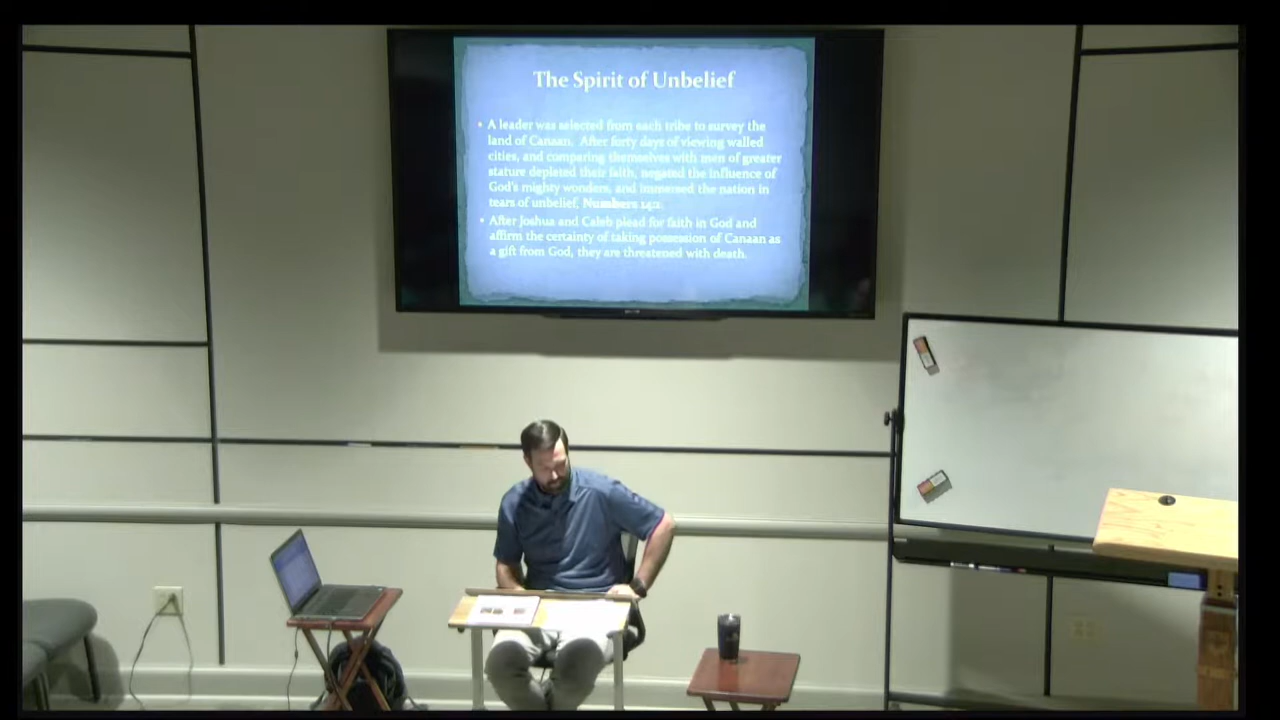 The Spirit of Unbelief
• A leader was selected from each tribe to survey the
land of Canaan. After forty days of viewing walled
cities, and comparing themselves with men of greater
stature depleted their faith, negated the influence of
God's mighty wonders, and immersed the nation in
tears of unbelief, Numbers 14:1.
• After Joshua and Caleb plead for faith in God and
affirm the certainty of taking possession of Canaan as
a gift from God, they are threatened with death.